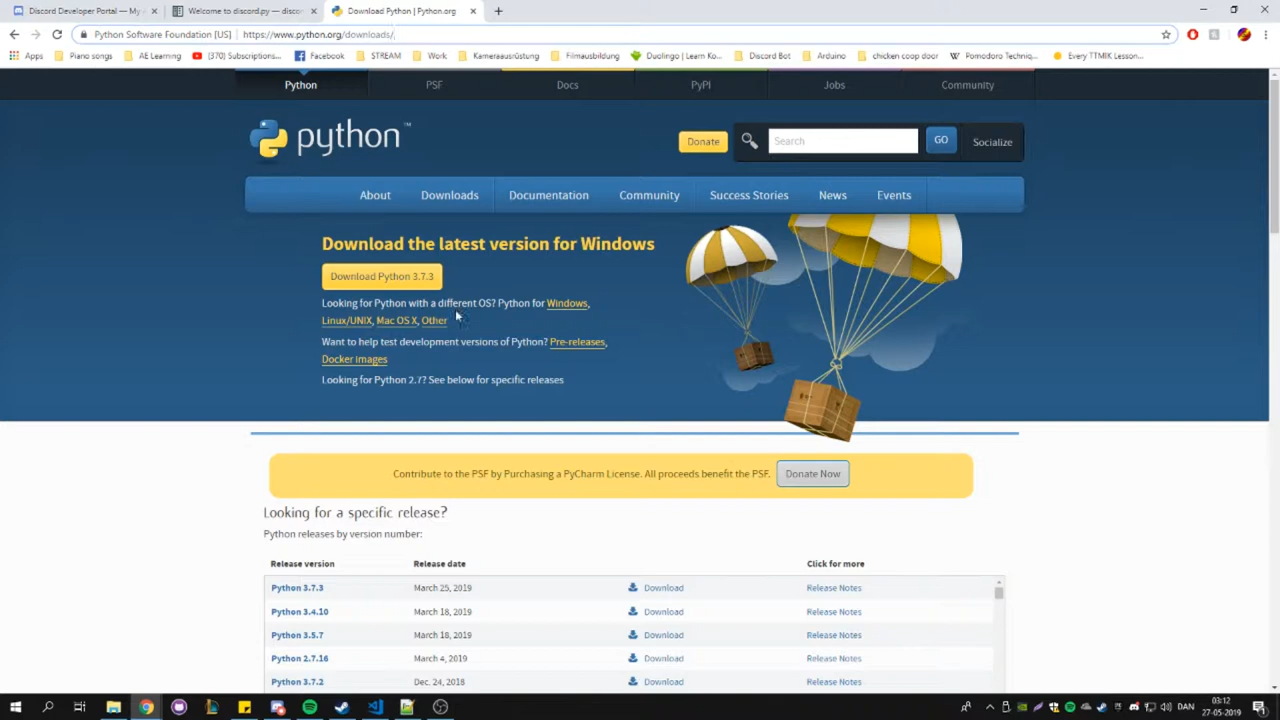 Discord Developer Portal — My
Welcome to discord.py — discor
Download Python | Python.org
Python Software Foundation [US]
https://www.python.org/downloads/
Apps
Piano songs
AE Learning
(370) Subscriptions...
Facebook
STREAM
Work
Kameraausrüstung
Filmausbildung
Duolingo | Learn Ko...
Discord Bot
Arduino
chicken coop door
Pomodoro Techniq...
Every TTMIK Lesson...
Python
PSF
Docs
PyPI
Jobs
Community
python™
Donate
Search
GO
Socialize
About
Downloads
Documentation
Community
Success Stories
News
Events
Download the latest version for Windows
Download Python 3.7.3
Looking for Python with a different OS? Python for Windows,
Linux/UNIX, Mac OS X, Other
Want to help test development versions of Python? Pre-releases,
Docker images
Looking for Python 2.7? See below for specific releases
Contribute to the PSF by Purchasing a PyCharm License. All proceeds benefit the PSF.
Donate Now
Looking for a specific release?
Python releases by version number:
Release version Release date Click for more
Python 3.7.3 March 25, 2019 Download Release Notes
Python 3.4.10 March 18, 2019 Download Release Notes
Python 3.5.7 March 18, 2019 Download Release Notes
Python 2.7.16 March 4, 2019 Download Release Notes
Python 3.7.2 Dec. 24, 2018 Download Release Notes
DAN
03:12
27-05-2019